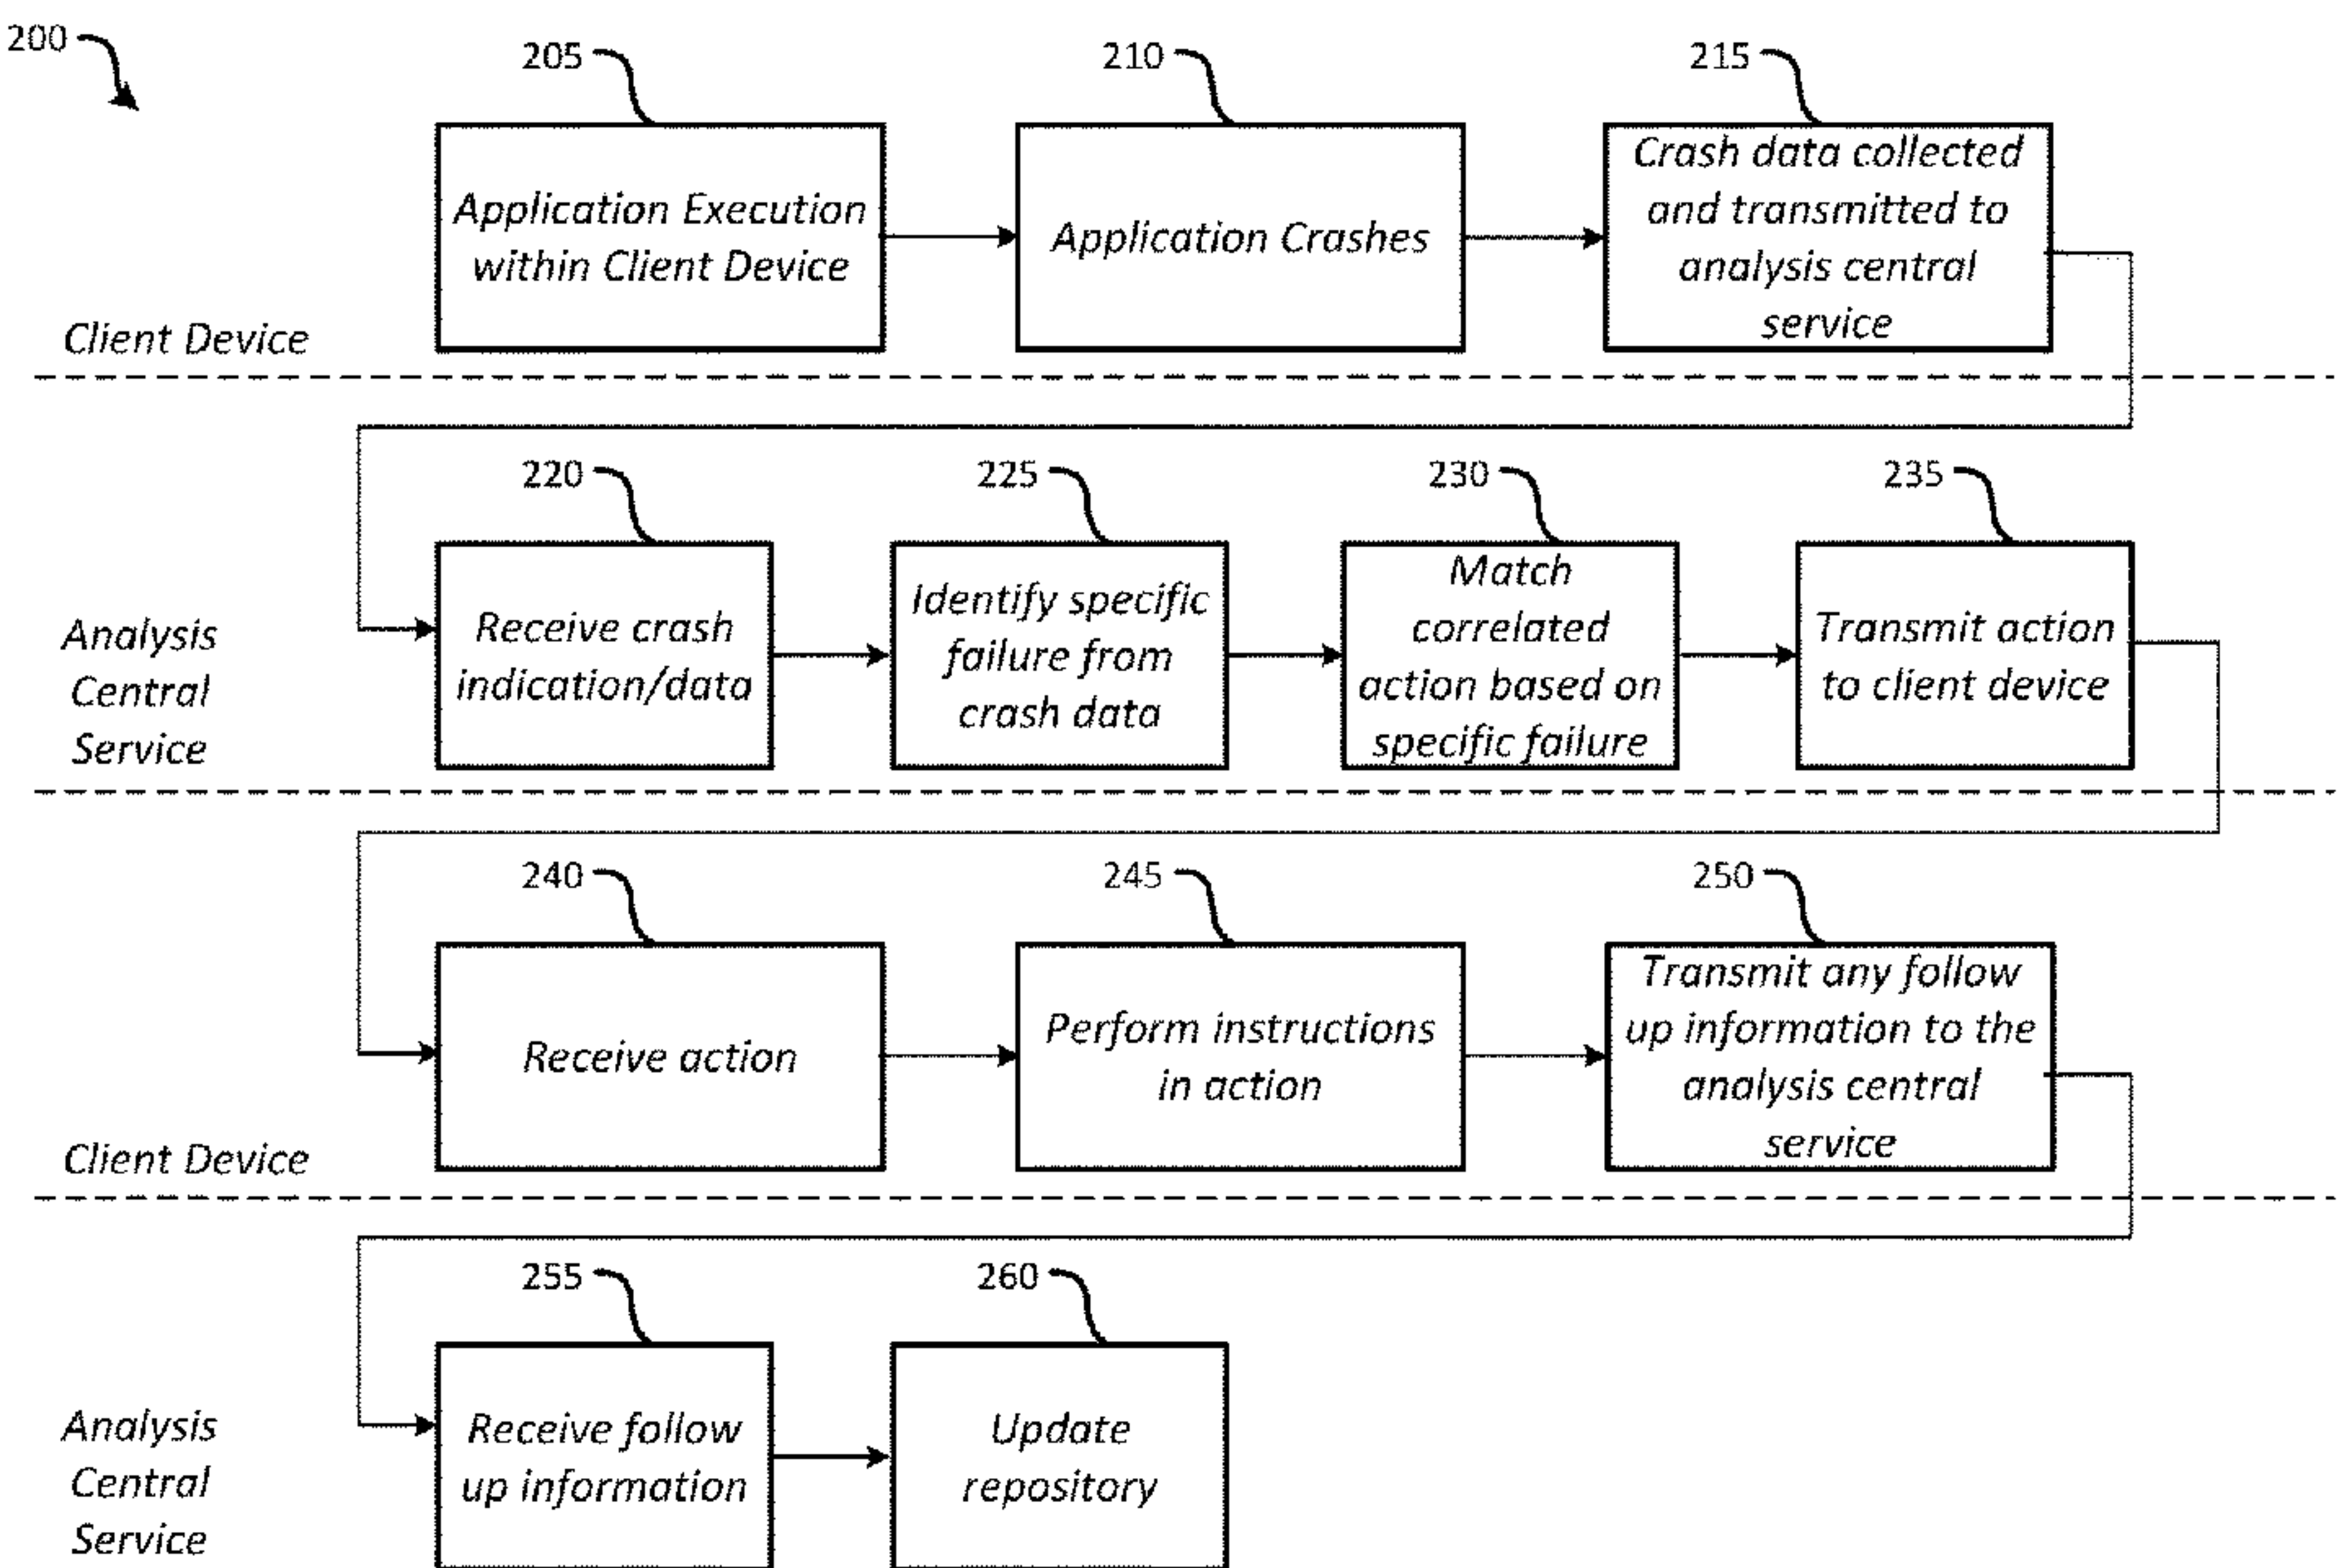 200
205
210
215
Application Execution
within Client Device
Application Crashes
Crash data collected
and transmitted to
analysis central
service
Client Device
220
225
230
235
Analysis
Central
Service
Receive crash
indication/data
Identify specific
failure from
crash data
Match
correlated
action based on
specific failure
Transmit action
to client device
240
245
250
Receive action
Perform instructions
in action
Transmit any follow
up information to the
analysis central
service
Client Device
255
260
Analysis
Central
Service
Receive follow
up information
Update
repository